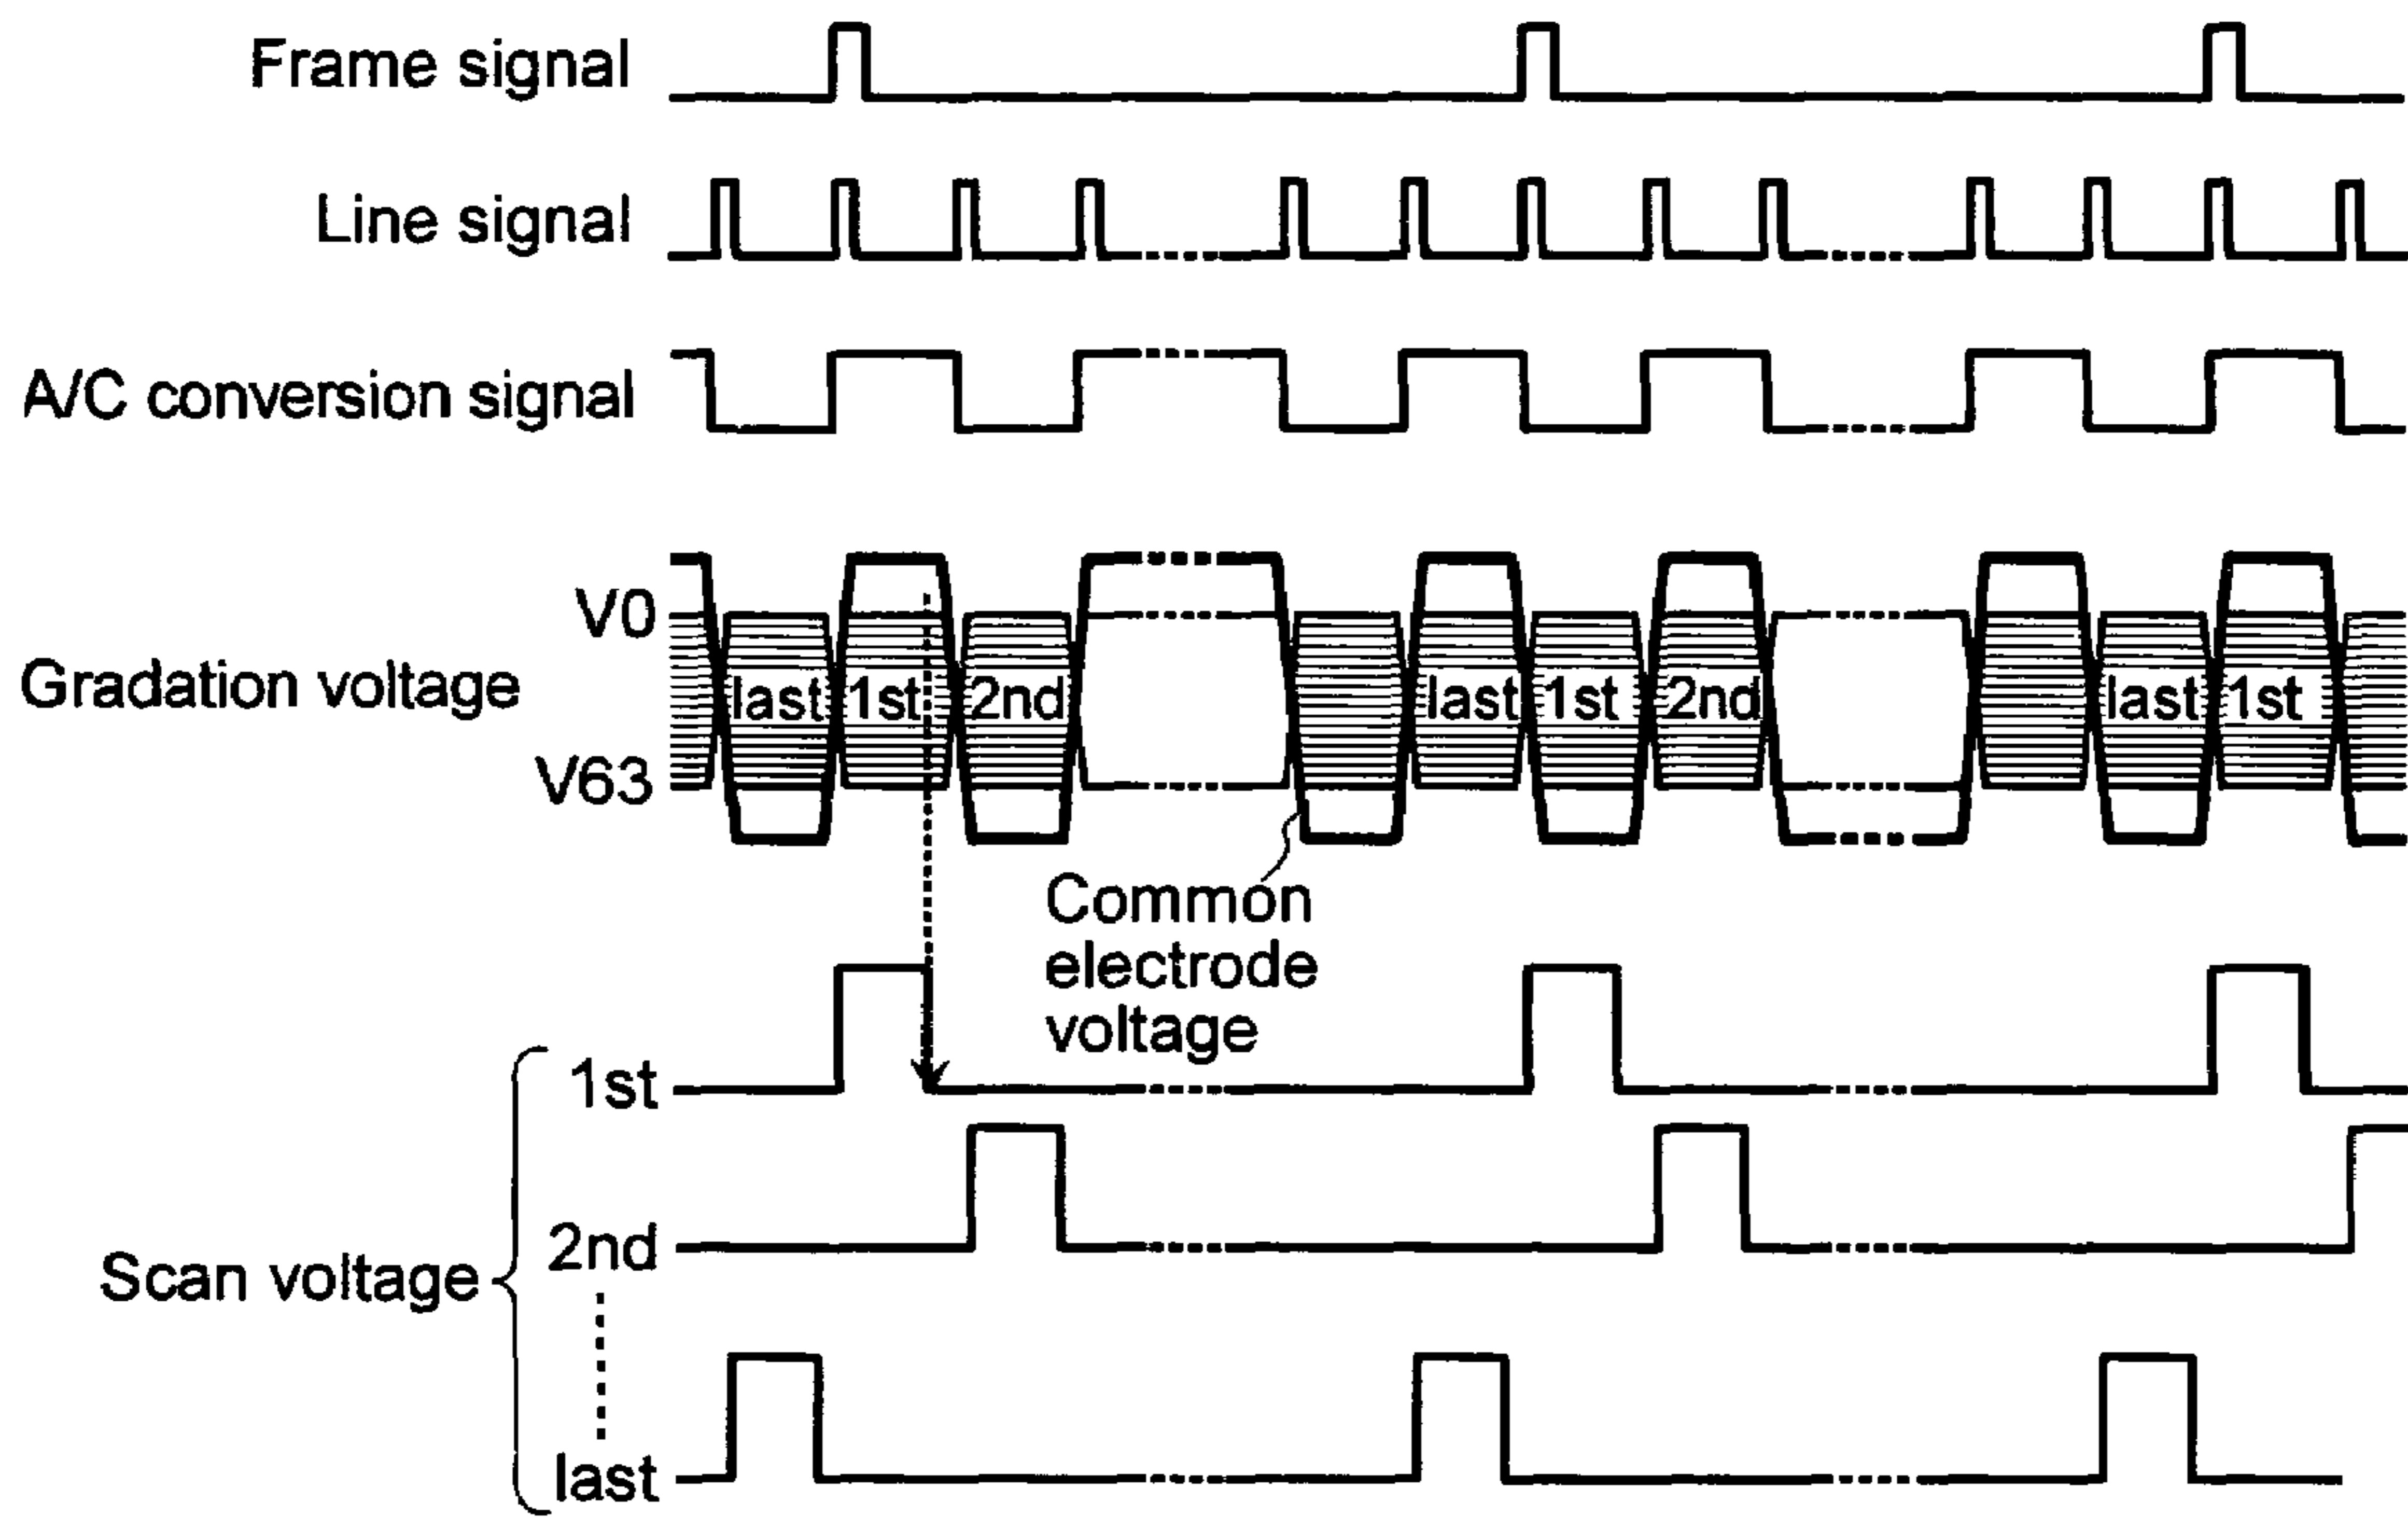 Frame signal
Line signal
A/C conversion signal
Gradation voltage
V0
V63
last 1st 2nd last 1st 2nd last 1st
Common
electrode
voltage
Scan voltage
1st
2nd
last